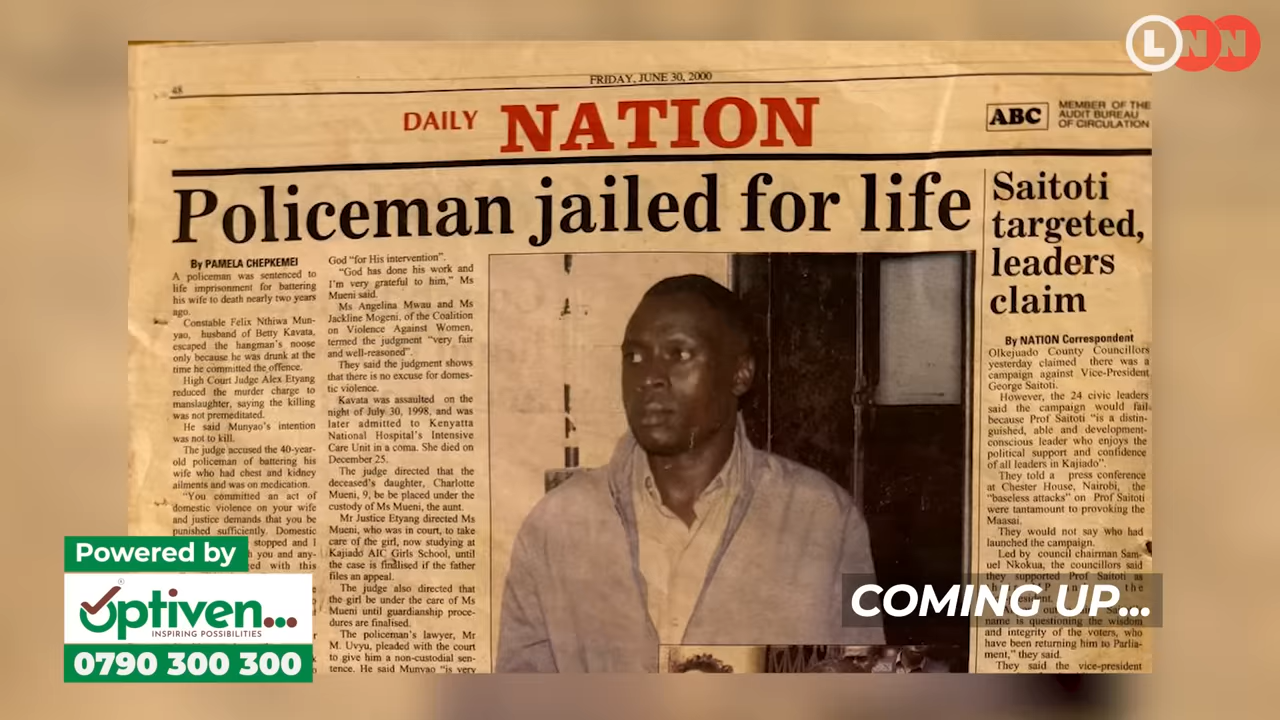 LNN
48
FRIDAY, JUNE 30, 2000
DAILY NATION
ABC
MEMBER OF THE
AUDIT BUREAU
OF CIRCULATION
Policeman jailed for life
By PAMELA CHEPKEMEI
A policeman was sentenced to
life imprisonment for battering
his wife to death nearly two years
ago.
Constable Felix Nthiwa Mun-
yao, husband of Betty Kavata,
escaped the hangman's noose
only because he was drunk at the
time he committed the offence.
High Court Judge Alex Etyang
reduced the murder charge to
manslaughter, saying the killing
was not premeditated.
He said Munyao's intention
was not to kill.
The judge accused the 40-year-
old policeman of battering his
wife who had chest and kidney
ailments and was on medication.
"You committed an act of
domestic violence on your wife
and justice demands that you be
punished sufficiently. Domestic
stopped and I
you and any-
with this
God "for His intervention".
"God has done his work and
I'm very grateful to him," Ms
Mueni said.
Ms Angelina Mwau and Ms
Jackline Mogeni, of the Coalition
on Violence Against Women,
termed the judgment "very fair
and well-reasoned".
They said the judgment shows
that there is no excuse for domes-
tic violence.
Kavata was assaulted on the
night of July 30, 1998, and was
later admitted to Kenyatta
National Hospital's Intensive
Care Unit in a coma. She died on
December 25.
The judge directed that the
deceased's daughter, Charlotte
Mueni, 9, be be placed under the
custody of Ms Mueni, the aunt.
Mr Justice Etyang directed Ms
Mueni, who was in court, to take
care of the girl, now studying at
Kajiado AIC Girls School, until
the case is finalised if the father
files an appeal.
The judge also directed that
the girl be under the care of Ms
Mueni until guardianship proce-
dures are finalised.
The policeman's lawyer, Mr
M. Uvyu, pleaded with the court
to give him a non-custodial sen-
tence. He said Munyao "is very
Saitoti
targeted,
leaders
claim
By NATION Correspondent
Olkejuado County Councillors
yesterday claimed there was a
campaign against Vice-President
George Saitoti.
However, the 24 civic leaders
said the campaign would fail
because Prof Saitoti "is a distin-
guished, able and development-
conscious leader who enjoys the
political support and confidence
of all leaders in Kajiado".
They told a press conference
at Chester House, Nairobi, the
"baseless attacks" on Prof Saitoti
were tantamount to provoking the
Maasai.
They would not say who had
launched the campaign.
Led by council chairman Sam-
uel Nkokua, the councillors said
they supported Prof Saitoti as
the
name is questioning the wisdom
and integrity of the voters, who
have been returning him to Parlia-
ment," they said.
They said the vice-president
Powered by
Optiven...
INSPIRING POSSIBILITIES
0790 300 300
COMING UP...